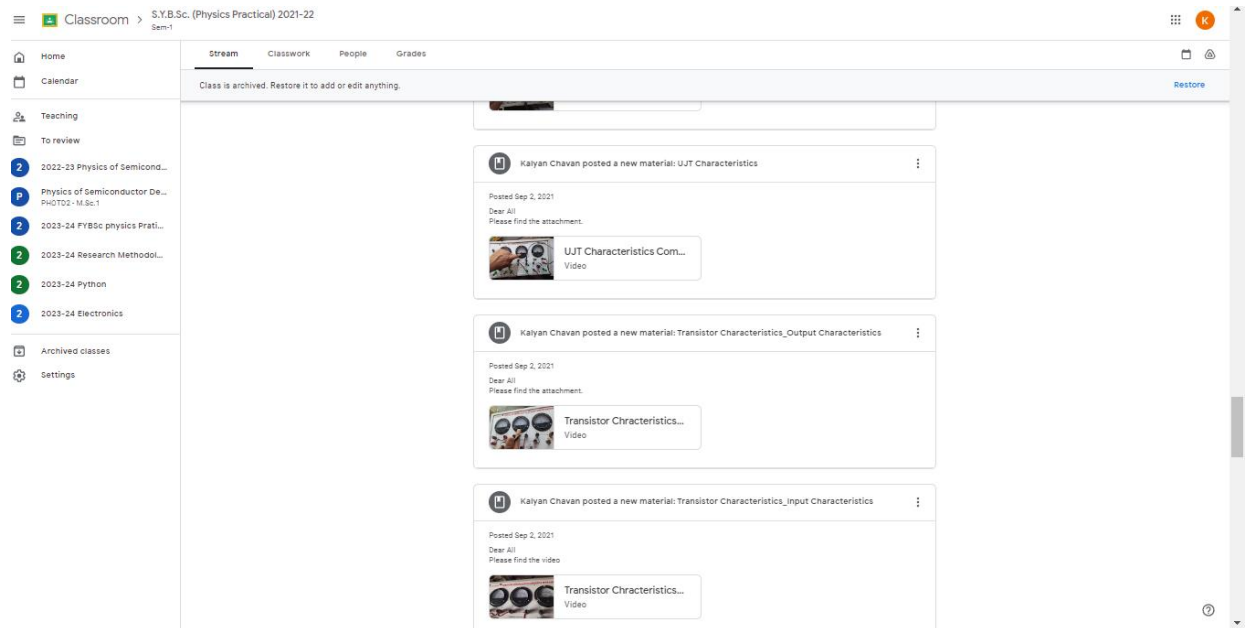 Classroom
S.Y.B.Sc. (Physics Practical) 2021-22
Sem-1
K
Home
Calendar
Teaching
To review
2 2022-23 Physics of Semicond...
P Physics of Semiconductor De...
PHOTD2 - M.Sc.1
2 2023-24 FYBSc physics Prati...
2 2023-24 Research Methodol...
2 2023-24 Python
2 2023-24 Electronics
Archived classes
Settings
Stream Classwork People Grades
Class is archived. Restore it to add or edit anything. Restore
Kalyan Chavan posted a new material: UJT Characteristics
Posted Sep 2, 2021
Dear All
Please find the attachment.
UJT Characteristics Com...
Video
Kalyan Chavan posted a new material: Transistor Characteristics_Output Characteristics
Posted Sep 2, 2021
Dear All
Please find the attachment.
Transistor Chracteristics...
Video
Kalyan Chavan posted a new material: Transistor Characteristics_Input Characteristics
Posted Sep 2, 2021
Dear All
Please find the video
Transistor Chracteristics...
Video